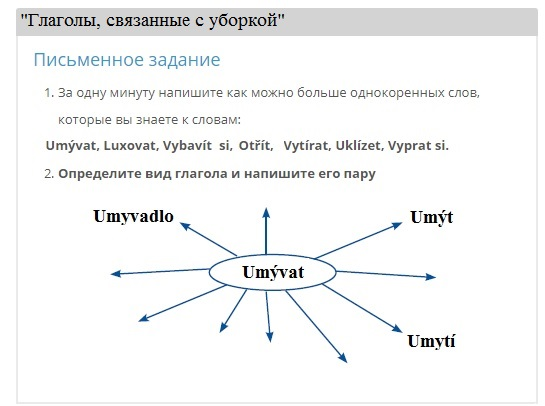 "Глаголы, связанные с уборкой"
Письменное задание
1. За одну минуту напишите как можно больше однокоренных слов,
которые вы знаете к словам:
Umývat, Luxovat, Vybavít si, Otřít, Vytírat, Uklízet, Vyprat si.
2. Определите вид глагола и напишите его пару
Umyvadlo Umýt
Umývat
Umytí